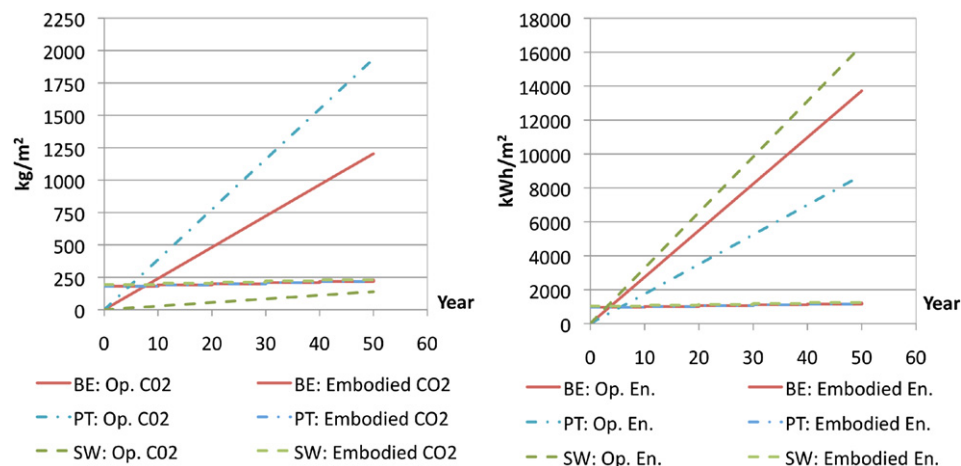 2250
2000
1750
1500
1250
1000
750
500
250
0
kg/m²
0 10 20 30 40 50 60
Year
BE: Op. C02
BE: Embodied CO2
PT: Op. C02
PT: Embodied CO2
SW: Op. C02
SW: Embodied CO2
18000
16000
14000
12000
10000
8000
6000
4000
2000
0
kWh/m²
0 10 20 30 40 50 60
Year
BE: Op. En.
BE: Embodied En.
PT: Op. En.
PT: Embodied En.
SW: Op. En.
SW: Embodied En.